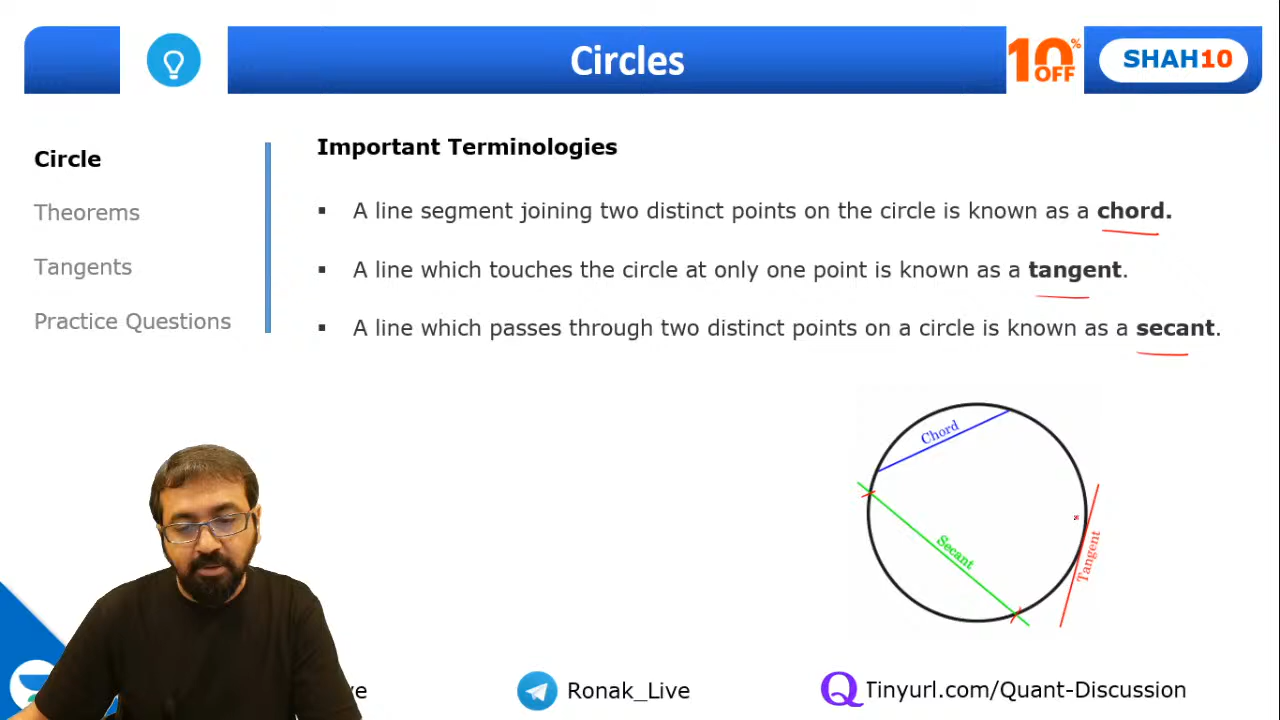 Circles
10% OFF
SHAH10
Circle
Theorems
Tangents
Practice Questions
Important Terminologies
▪ A line segment joining two distinct points on the circle is known as a chord.
▪ A line which touches the circle at only one point is known as a tangent.
▪ A line which passes through two distinct points on a circle is known as a secant.
Chord
Secant
Tangent
Ronak_Live
Tinyurl.com/Quant-Discussion